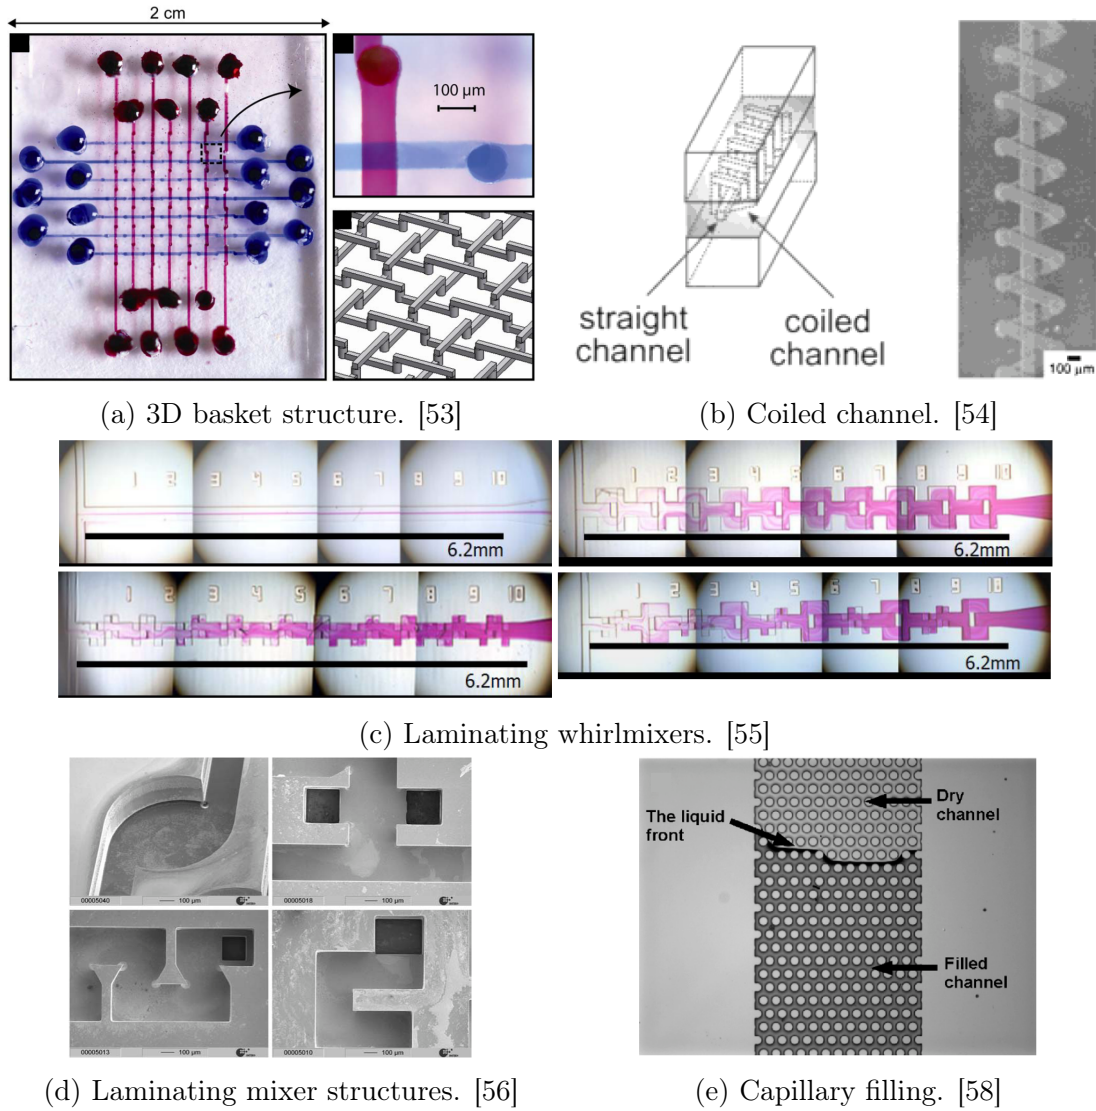 2 cm
100 μm
straight
channel
coiled
channel
100 μm
(a) 3D basket structure. [53]
(b) Coiled channel. [54]
1 2 3 4 5 6 7 8 9 10
6.2mm
1 2 3 4 5 6 7 8 9 10
6.2mm
1 2 3 4 5 6 7 8 9 10
6.2mm
1 2 3 4 5 6 7 8 9 10
6.2mm
(c) Laminating whirlmixers. [55]
00005040 100 μm
00005018 100 μm
00005013 100 μm
00005010 100 μm
The liquid
front
Dry
channel
Filled
channel
(d) Laminating mixer structures. [56]
(e) Capillary filling. [58]